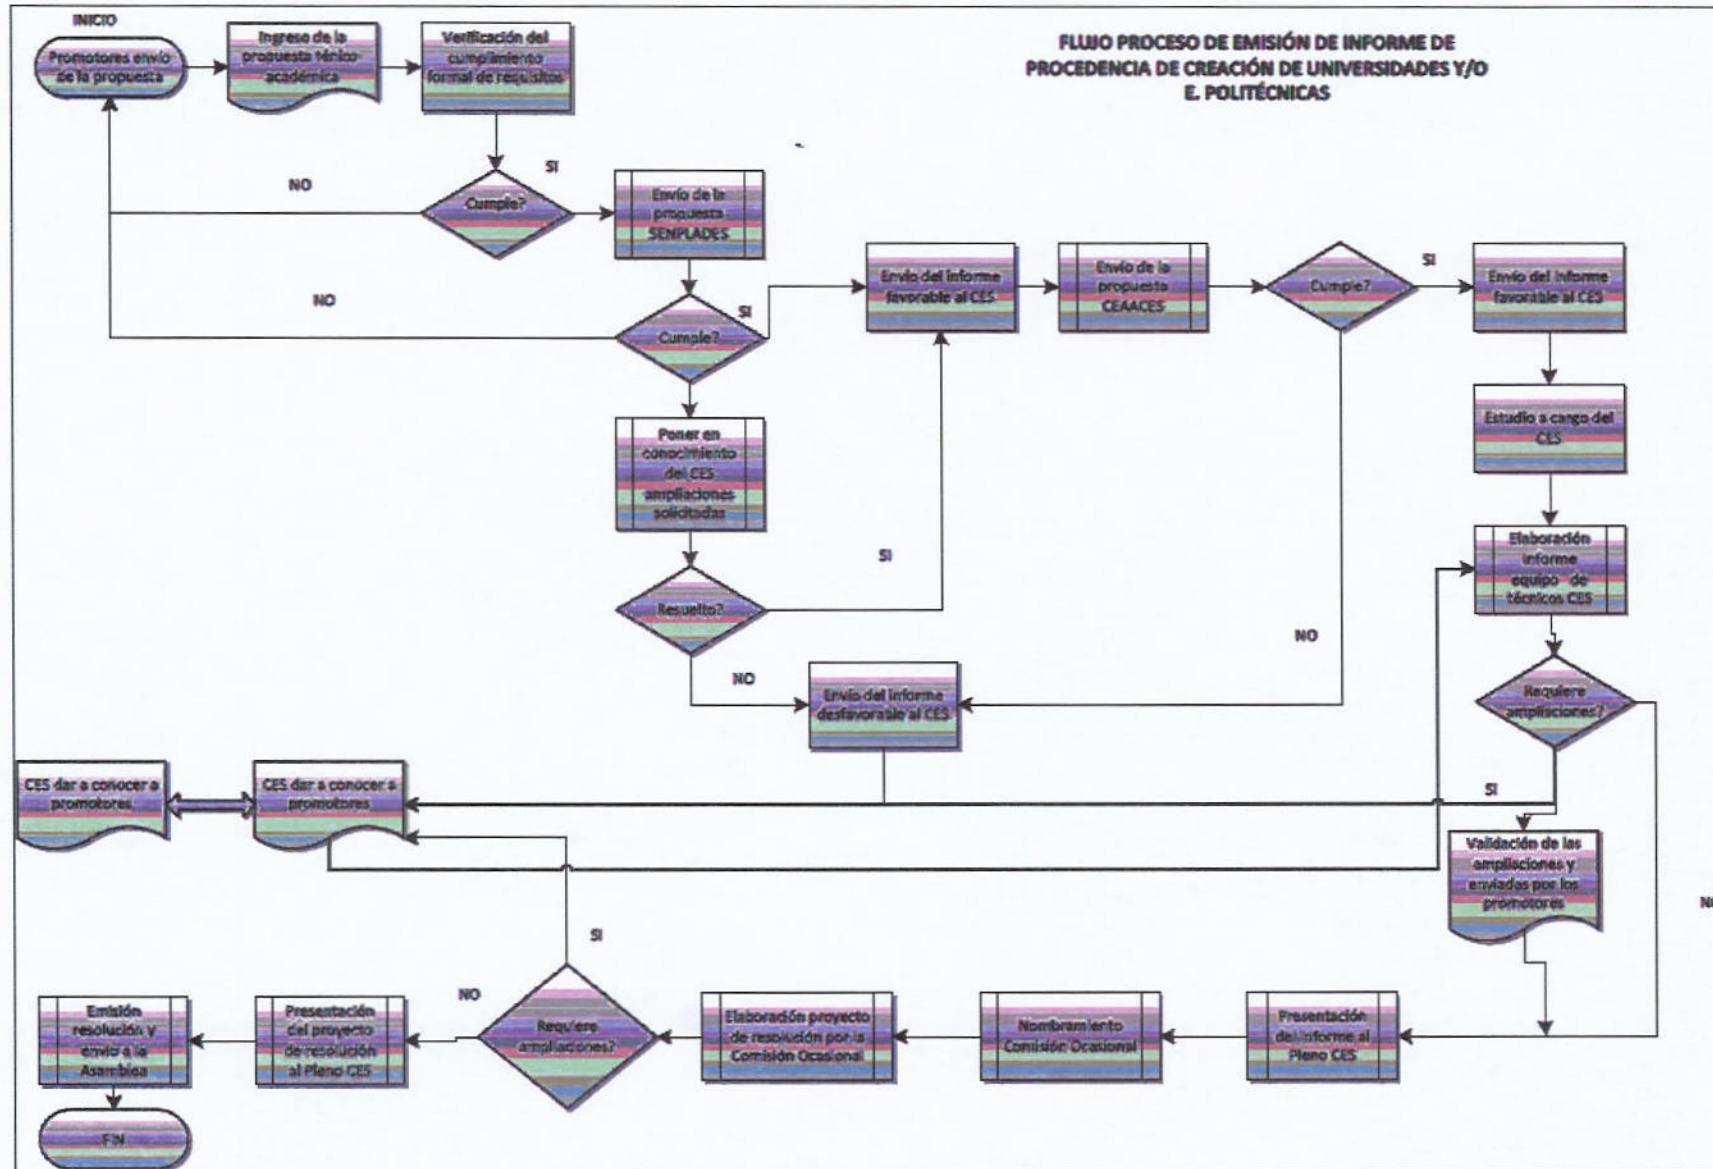 INICIO
FLUJO PROCESO DE EMISIÓN DE INFORME DE
PROCEDENCIA DE CREACIÓN DE UNIVERSIDADES Y/O
E. POLITÉCNICAS
Promotores envío
de la propuesta
Ingreso de la
propuesta ténico-
académica
Verificación del
cumplimiento
formal de requisitos
NO
Cumple?
SI
Envío de la
propuesta
SENPLADES
NO
Cumple?
SI
Envío del informe
favorable al CES
Envío de la
propuesta
CEAACES
Cumple?
SI
Envío del informe
favorable al CES
Estudio a cargo del
CES
Poner en
conocimiento
del CES
ampliaciones
solicitadas
SI
Elaboración
Informe
equipo de
técnicos CES
Resuelto?
NO
NO
Envío del informe
desfavorable al CES
Requiere
ampliaciones?
CES dar a conocer a
promotores
CES dar a conocer a
promotores
SI
Validación de las
ampliaciones y
enviadas por los
promotores
NO
SI
Emisión
resolución y
envío a la
Asamblea
Presentación
del proyecto
de resolución
al Pleno CES
NO
Requiere
ampliaciones?
Elaboración proyecto
de resolución por la
Comisión Ocasional
Nombramiento
Comisión Ocasional
Presentación
del informe al
Pleno CES
FIN